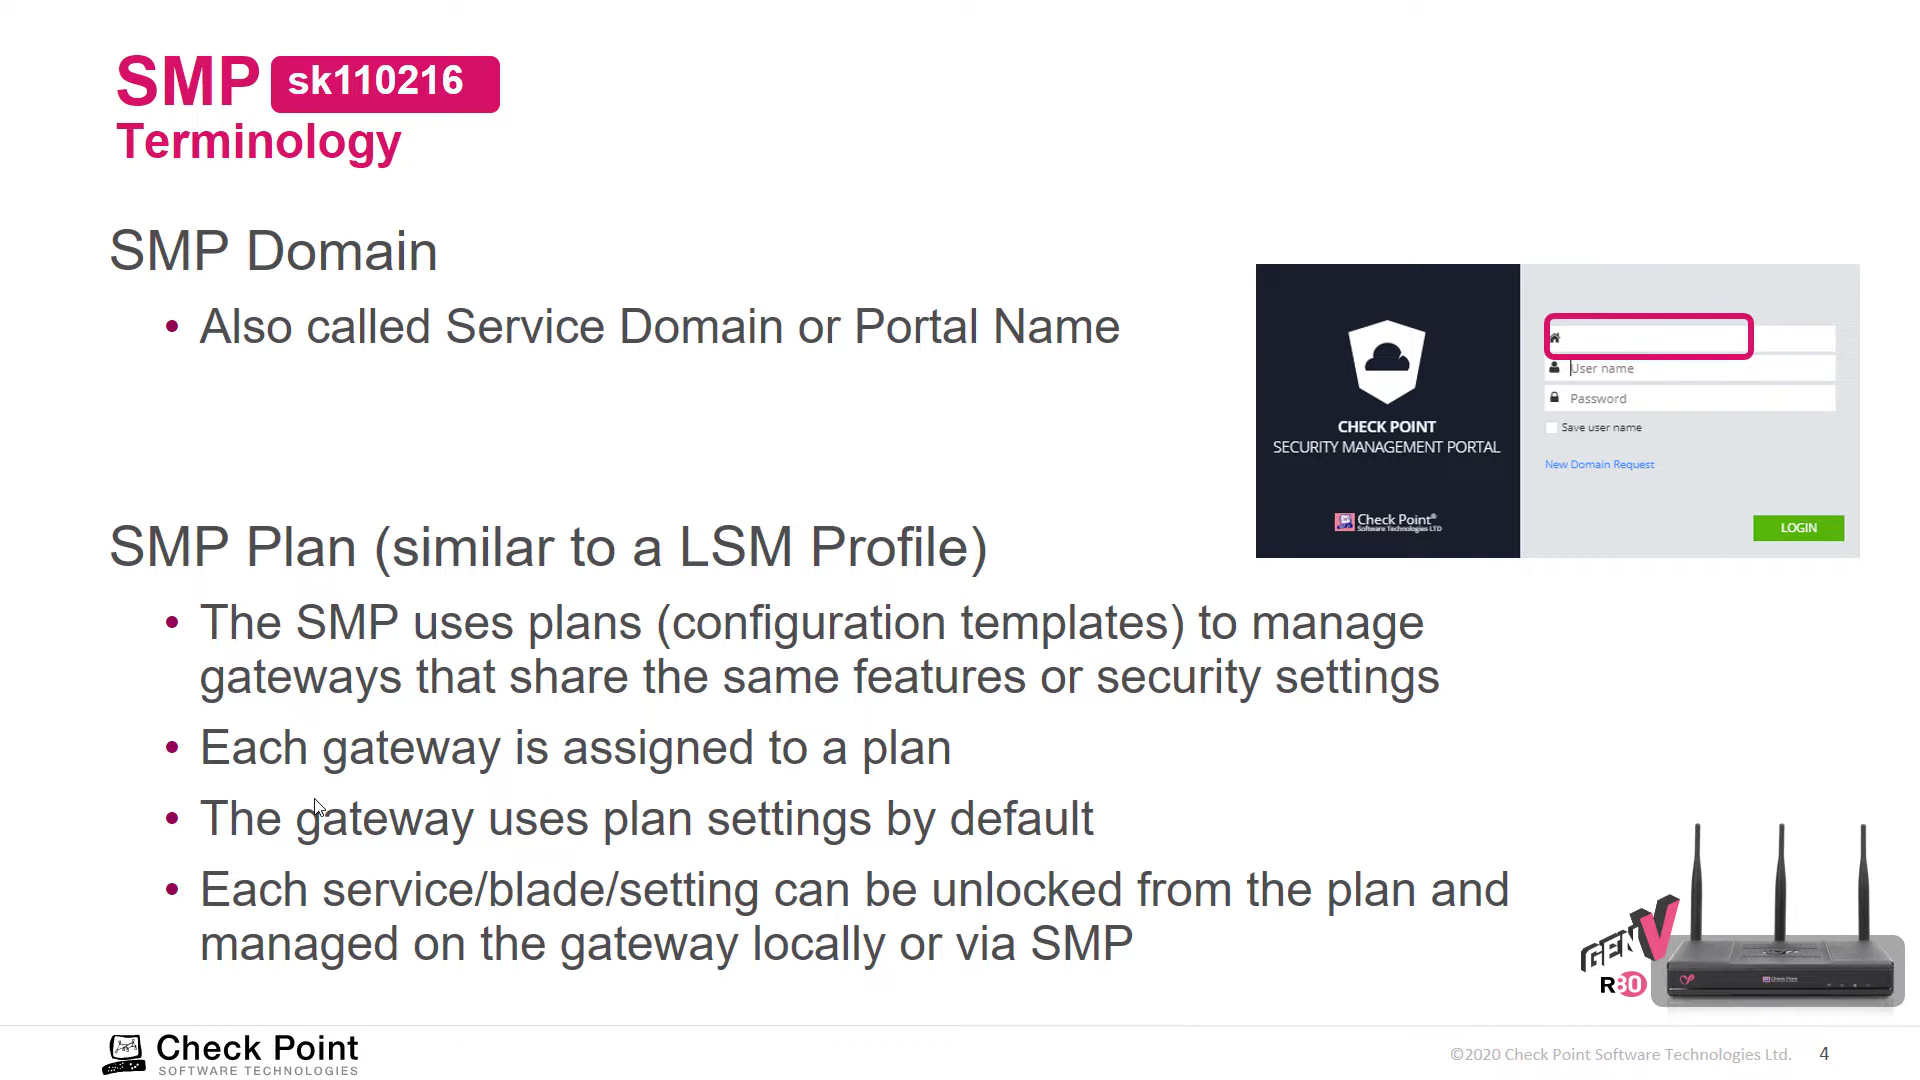 SMP sk110216
Terminology
SMP Domain
• Also called Service Domain or Portal Name
CHECK POINT
SECURITY MANAGEMENT PORTAL
Check Point®
Software Technologies LTD
User name
Password
Save user name
New Domain Request
LOGIN
SMP Plan (similar to a LSM Profile)
• The SMP uses plans (configuration templates) to manage
gateways that share the same features or security settings
• Each gateway is assigned to a plan
• The gateway uses plan settings by default
• Each service/blade/setting can be unlocked from the plan and
managed on the gateway locally or via SMP
GEN V
R80
Check Point
Check Point
SOFTWARE TECHNOLOGIES
©2020 Check Point Software Technologies Ltd.
4